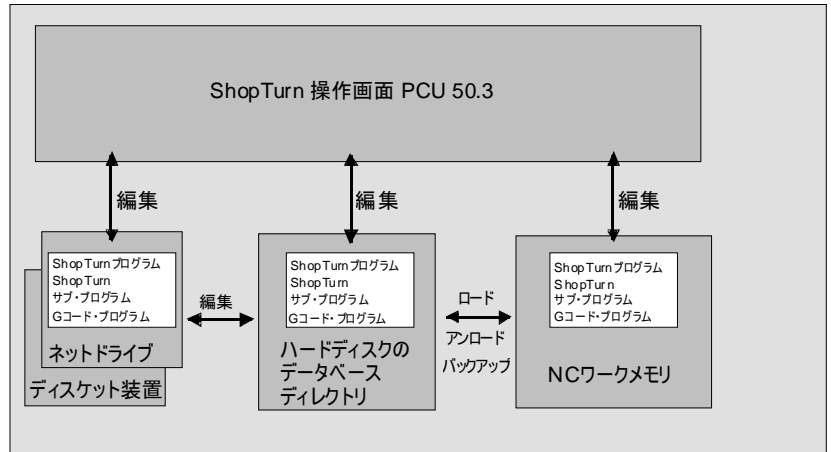 ShopTurn 操作画面 PCU 50.3
編集
編集
編集
ShopTurnプログラム
ShopTurn
サブ・プログラム
Gコード・プログラム
ネットドライブ
ディスケット装置
編集
ShopTurnプログラム
ShopTurn
サブ・プログラム
Gコード・プログラム
ハードディスクの
データベース
ディレクトリ
ロード
アンロード
バックアップ
ShopTurnプログラム
ShopTurn
サブ・プログラム
Gコード・プログラム
NCワークメモリ